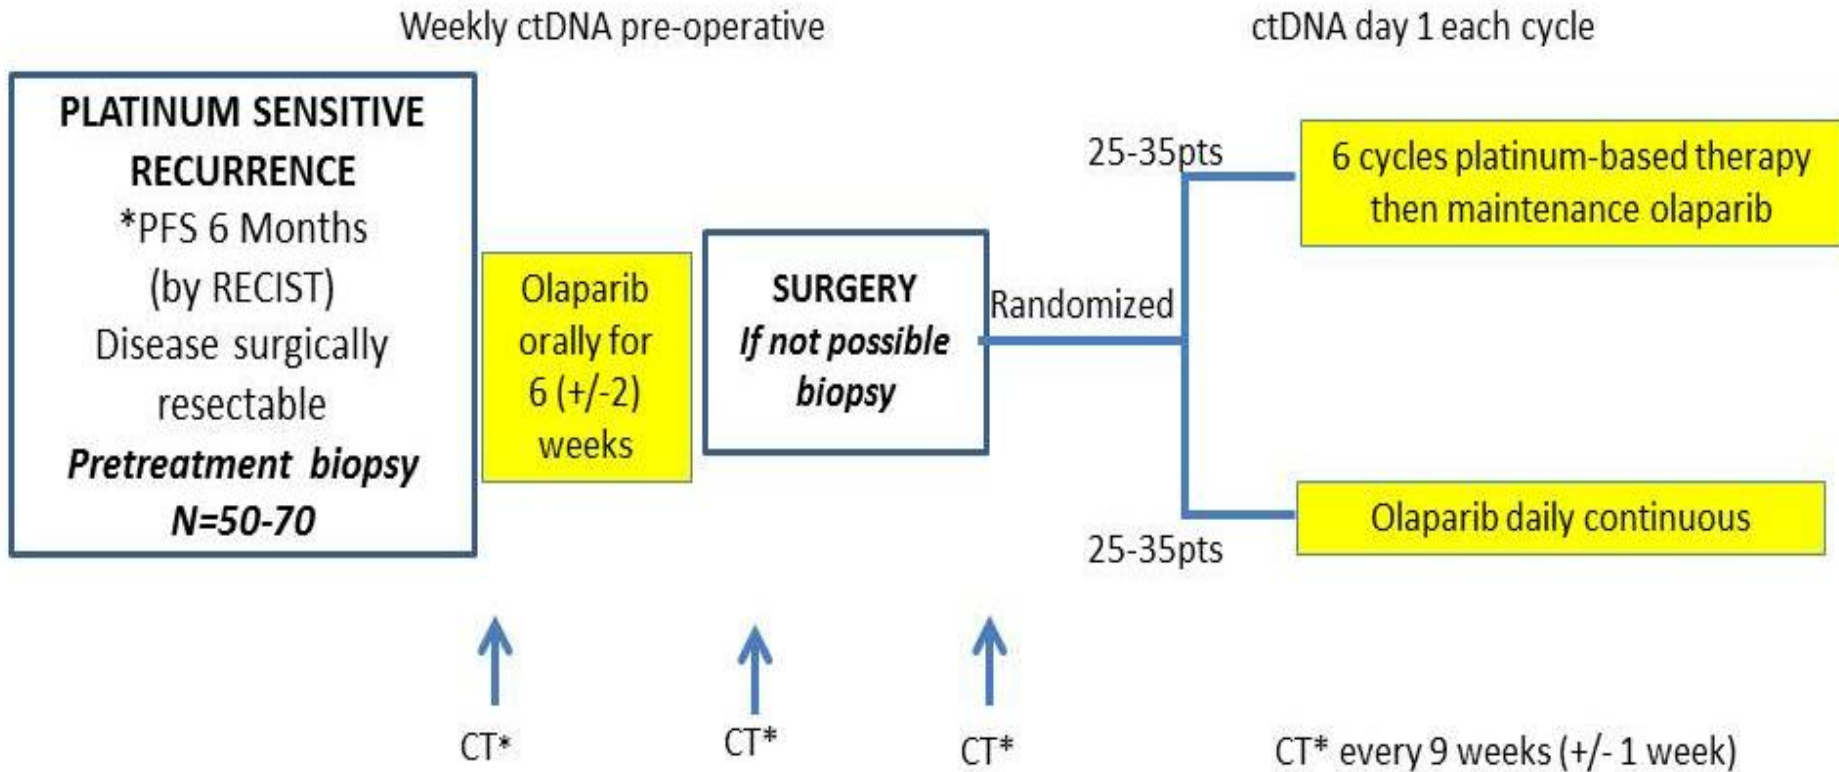 Weekly ctDNA pre-operative
ctDNA day 1 each cycle
PLATINUM SENSITIVE
RECURRENCE
*PFS 6 Months
(by RECIST)
Disease surgically
resectable
Pretreatment biopsy
N=50-70
Olaparib
orally for
6 (+/-2)
weeks
SURGERY
If not possible
biopsy
Randomized
25-35pts
6 cycles platinum-based therapy
then maintenance olaparib
25-35pts
Olaparib daily continuous
CT*
CT*
CT*
CT* every 9 weeks (+/- 1 week)